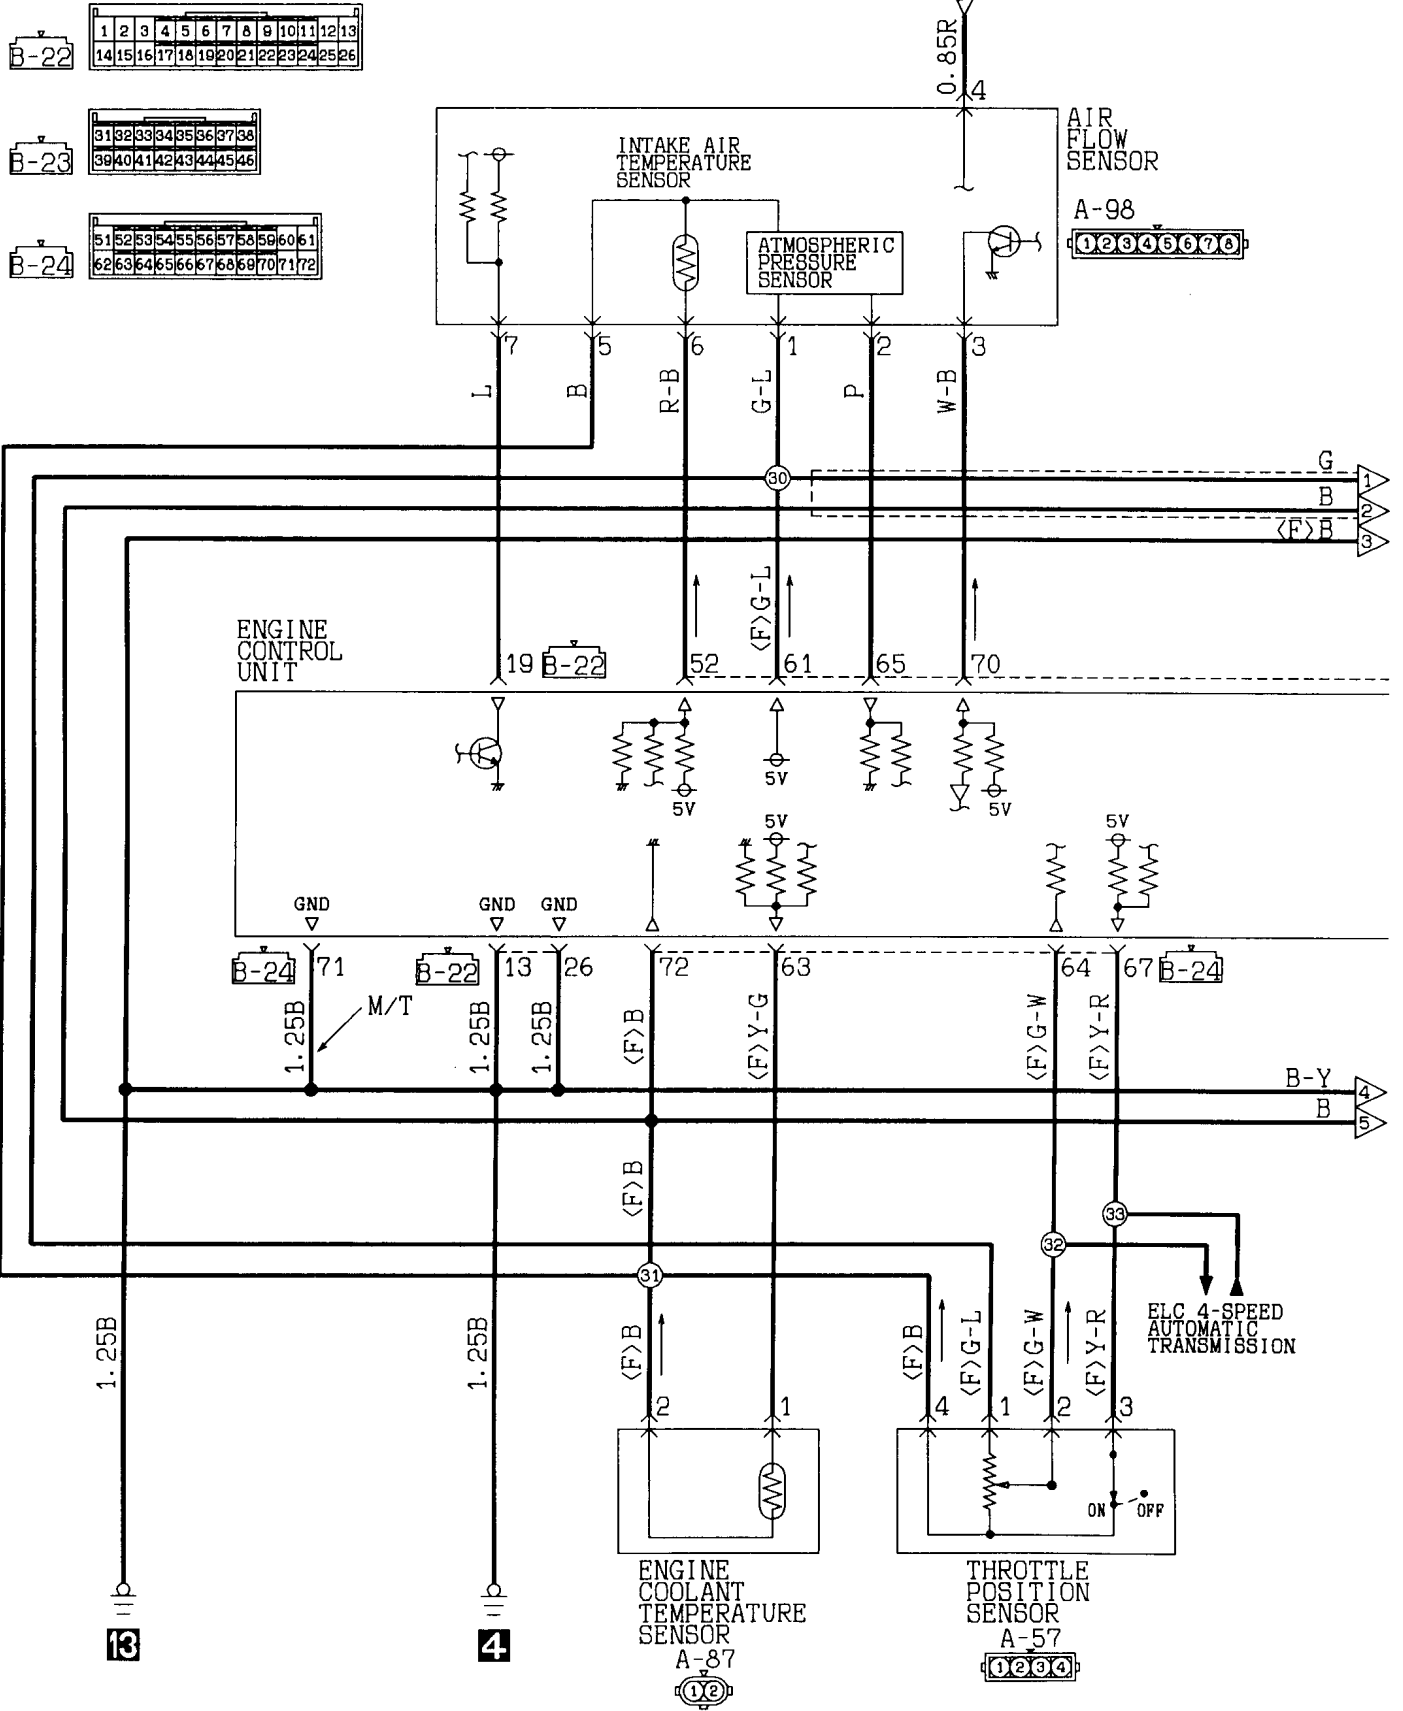 B-22
1 2 3 4 5 6 7 8 9 10 11 12 13
14 15 16 17 18 19 20 21 22 23 24 25 26
B-23
31 32 33 34 35 36 37 38
39 40 41 42 43 44 45 46
B-24
51 52 53 54 55 56 57 58 59 60 61
62 63 64 65 66 67 68 69 70 71 72
0.85R
4
AIR
FLOW
SENSOR
A-98
1 2 3 4 5 6 7 8
INTAKE AIR
TEMPERATURE
SENSOR
ATMOSPHERIC
PRESSURE
SENSOR
7 5 6 1 2 3
L B R-B G-L P W-B
30
G 1
B 2
<F>B 3
<F>G-L
ENGINE
CONTROL
UNIT
19 B-22 52 61 65 70
5V 5V 5V
5V 5V
GND GND GND
B-24 71 B-22 13 26 72 63 64 67 B-24
1.25B M/T 1.25B 1.25B <F>B <F>Y-G <F>G-W <F>Y-R
B-Y 4
B 5
<F>B
33
32
31
ELC 4-SPEED
AUTOMATIC
TRANSMISSION
1.25B 1.25B <F>B <F>B <F>G-L <F>G-W <F>Y-R
2 1 4 1 2 3
ON OFF
ENGINE
COOLANT
TEMPERATURE
SENSOR
A-87
1 2
THROTTLE
POSITION
SENSOR
A-57
1 2 3 4
13 4